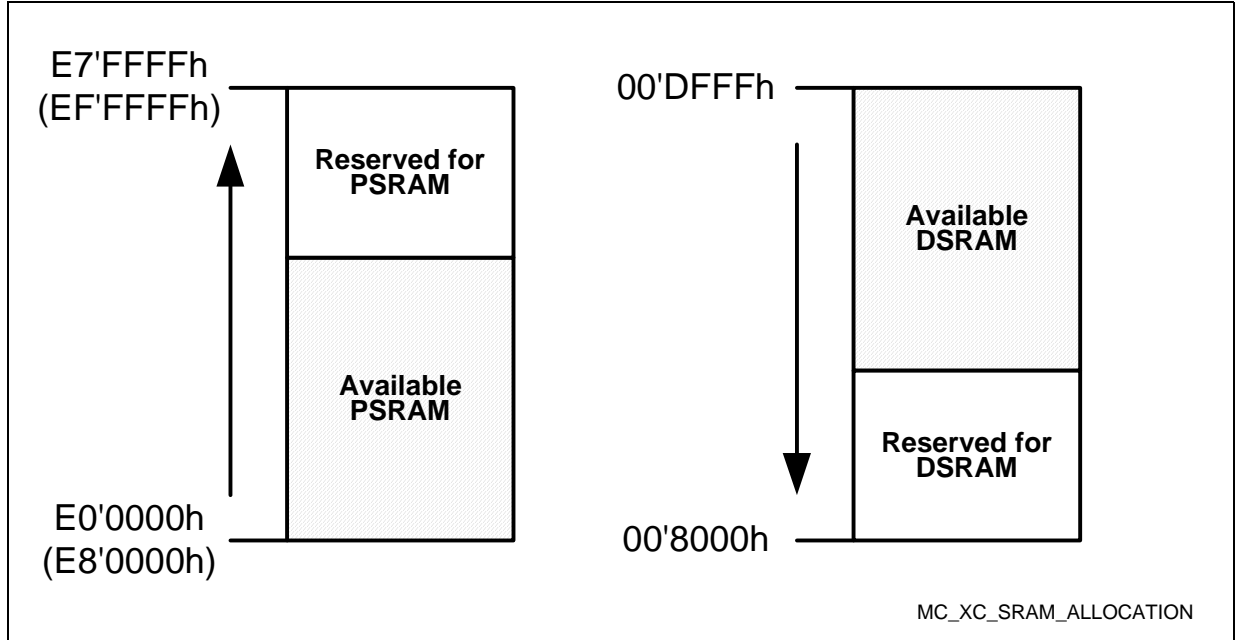 E7'FFFFh
(EF'FFFFh)
Reserved for
PSRAM
Available
PSRAM
E0'0000h
(E8'0000h)
00'DFFFh
Available
DSRAM
Reserved for
DSRAM
00'8000h
MC_XC_SRAM_ALLOCATION